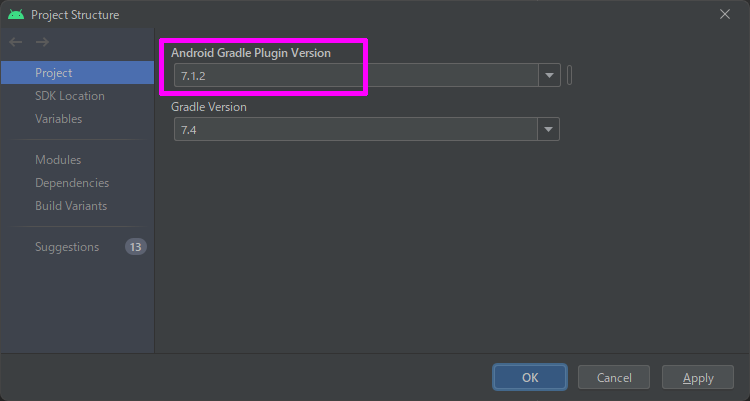 Project Structure
Project
SDK Location
Variables
Modules
Dependencies
Build Variants
Suggestions 13
Android Gradle Plugin Version
7.1.2
Gradle Version
7.4
OK Cancel Apply